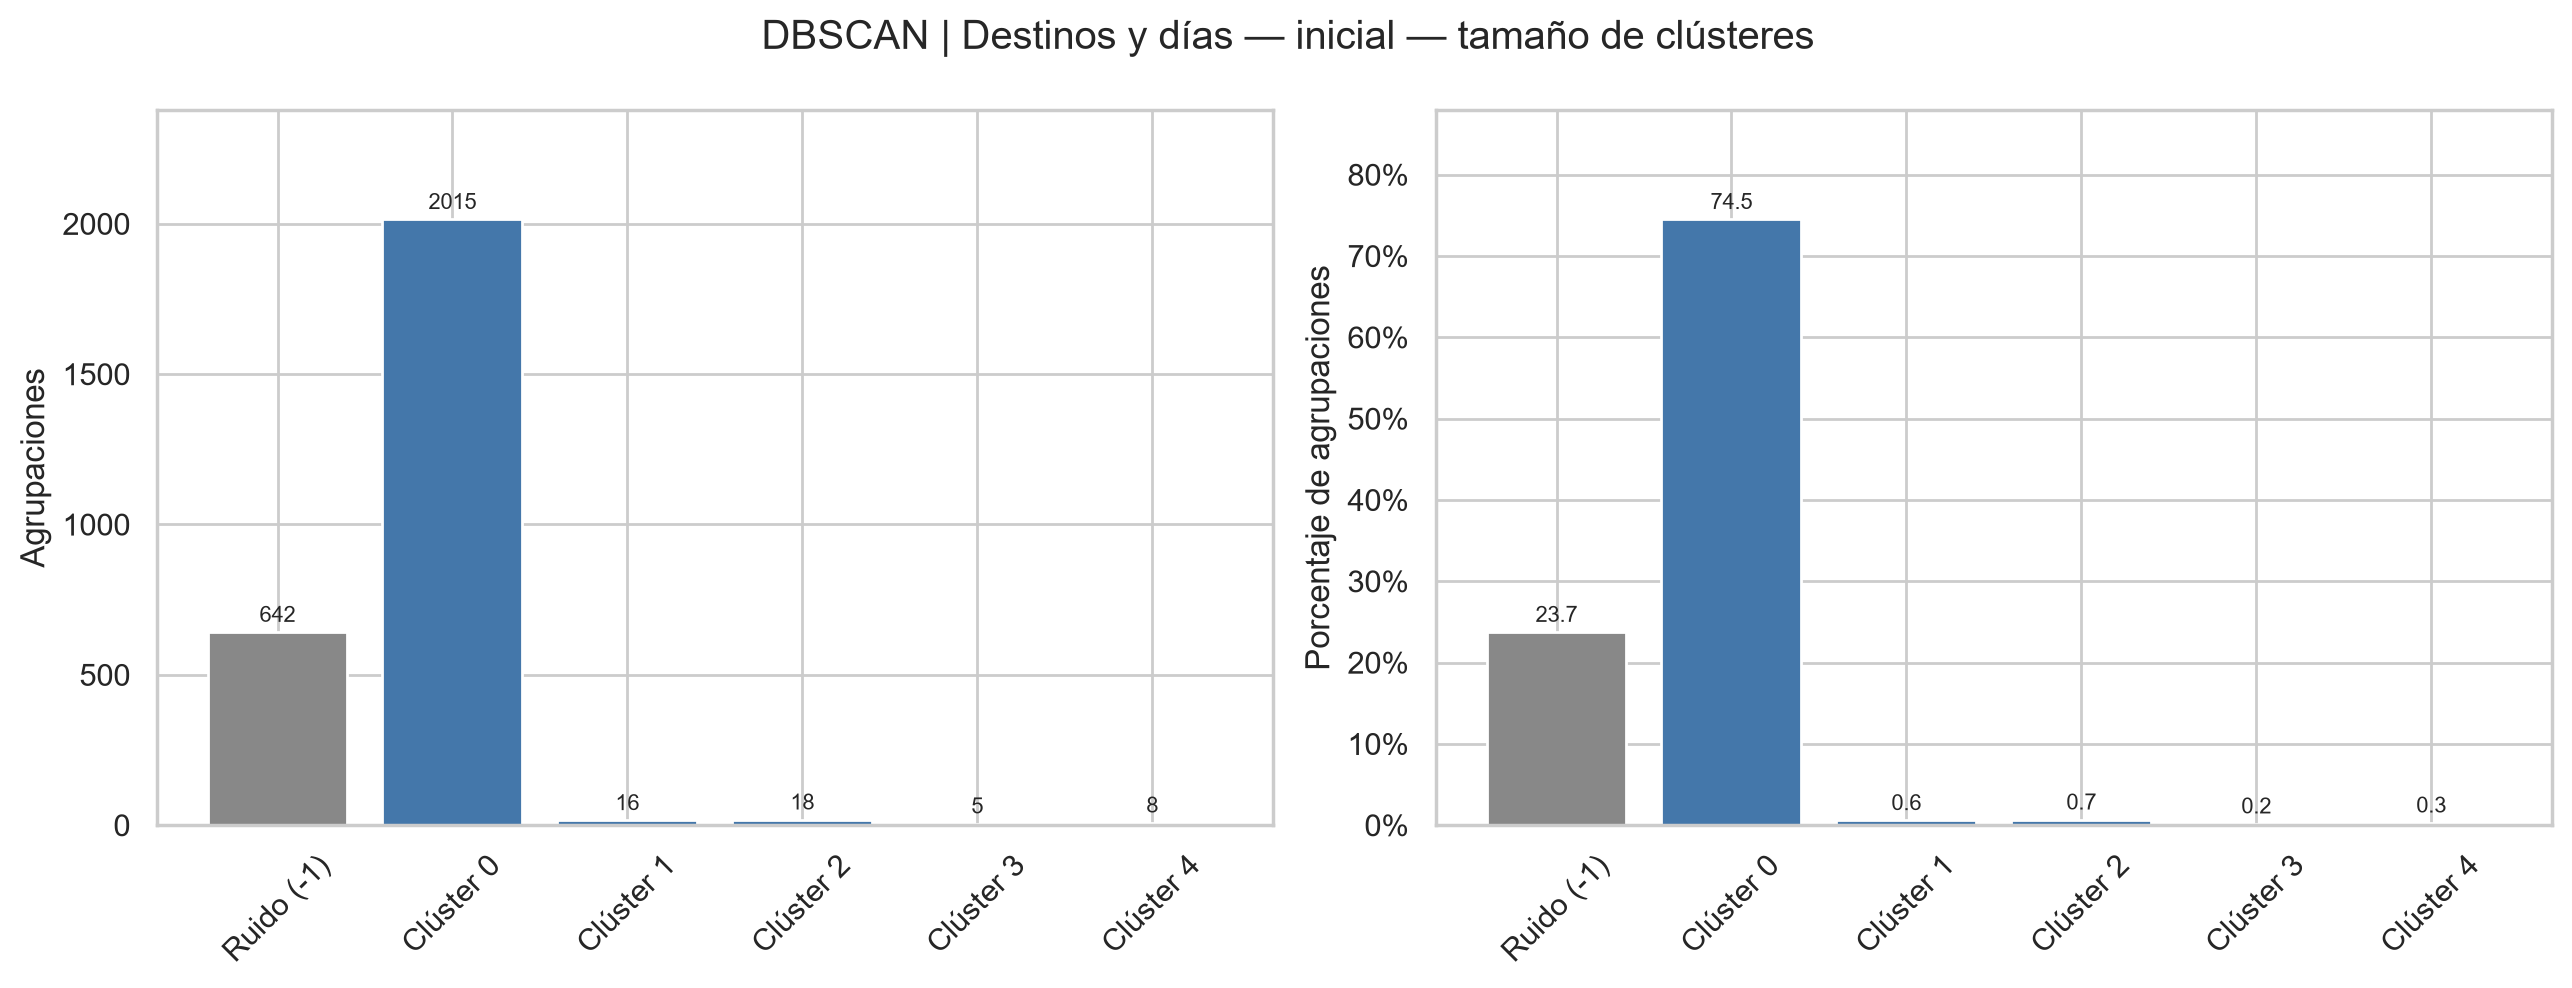 DBSCAN | Destinos y días — inicial — tamaño de clústeres
Agrupaciones
2000
1500
1000
500
0
642
2015
16
18
5
8
Ruido (-1)
Clúster 0
Clúster 1
Clúster 2
Clúster 3
Clúster 4
Porcentaje de agrupaciones
80%
70%
60%
50%
40%
30%
20%
10%
0%
23.7
74.5
0.6
0.7
0.2
0.3
Ruido (-1)
Clúster 0
Clúster 1
Clúster 2
Clúster 3
Clúster 4